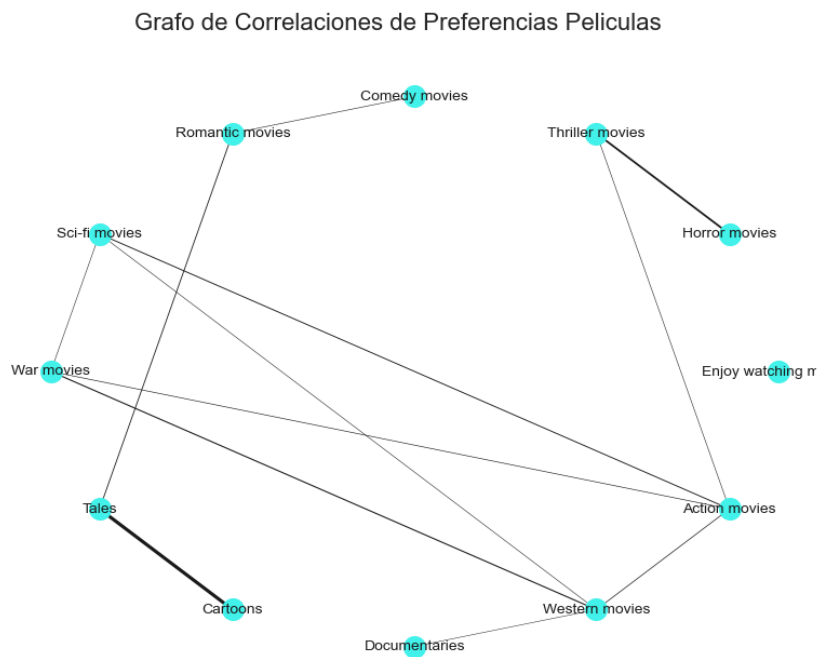 Grafo de Correlaciones de Preferencias Peliculas
Comedy movies
Romantic movies
Thriller movies
Sci-fi movies
Horror movies
War movies
Enjoy watching m
Tales
Action movies
Cartoons
Western movies
Documentaries